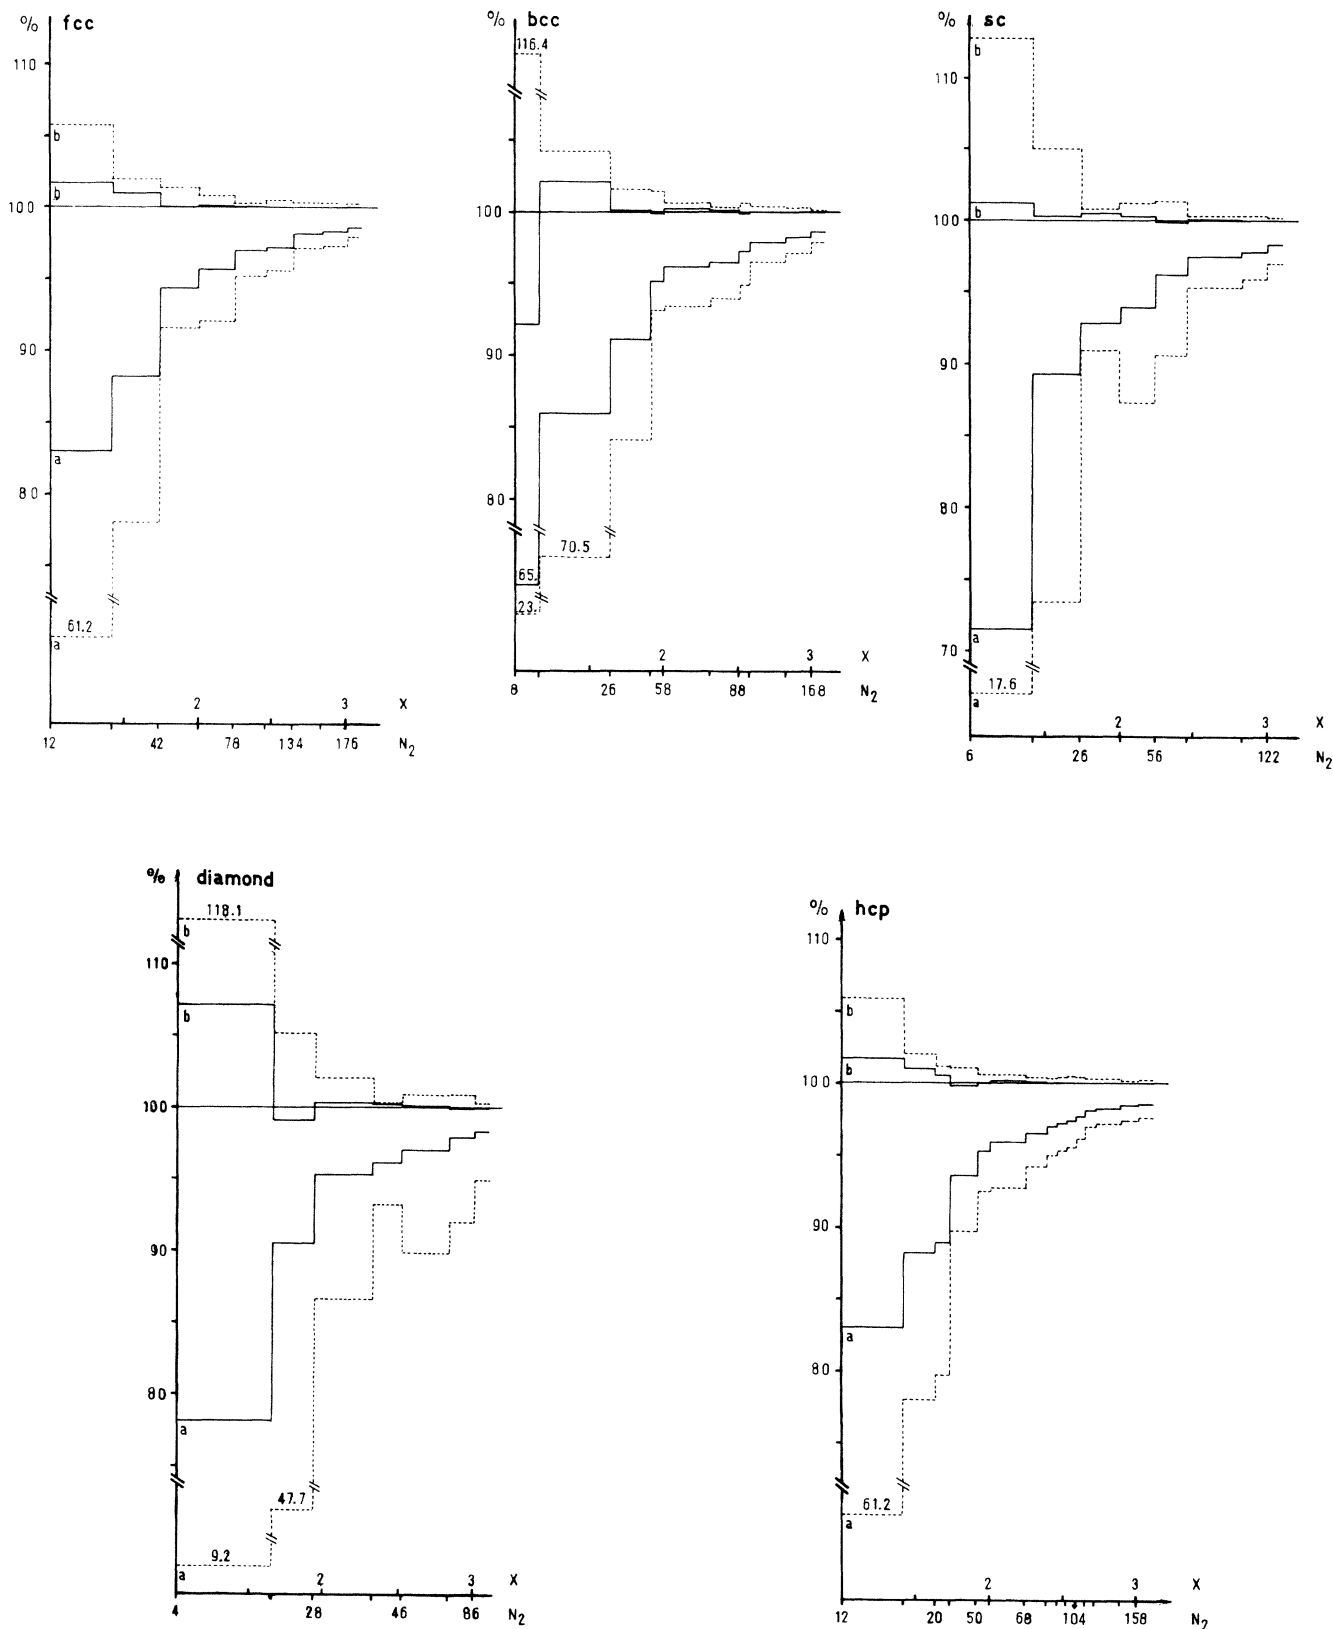 % fcc
110
b
b
100
90
a
80
61.2
a
2 3 X
12 42 78 134 176 N2
% bcc
116.4
100
90
80
70.5
65.
23.
2 3 X
8 26 58 88 168 N2
% sc
b
110
b
100
90
80
a
70
17.6
a
2 3 X
6 26 56 122 N2
% diamond
118.1
b
110
b
100
90
80
a
47.7
9.2
a
2 3 X
4 28 46 86 N2
% hcp
110
b
b
100
90
a
80
61.2
a
2 3 X
12 20 50 68 104 158 N2